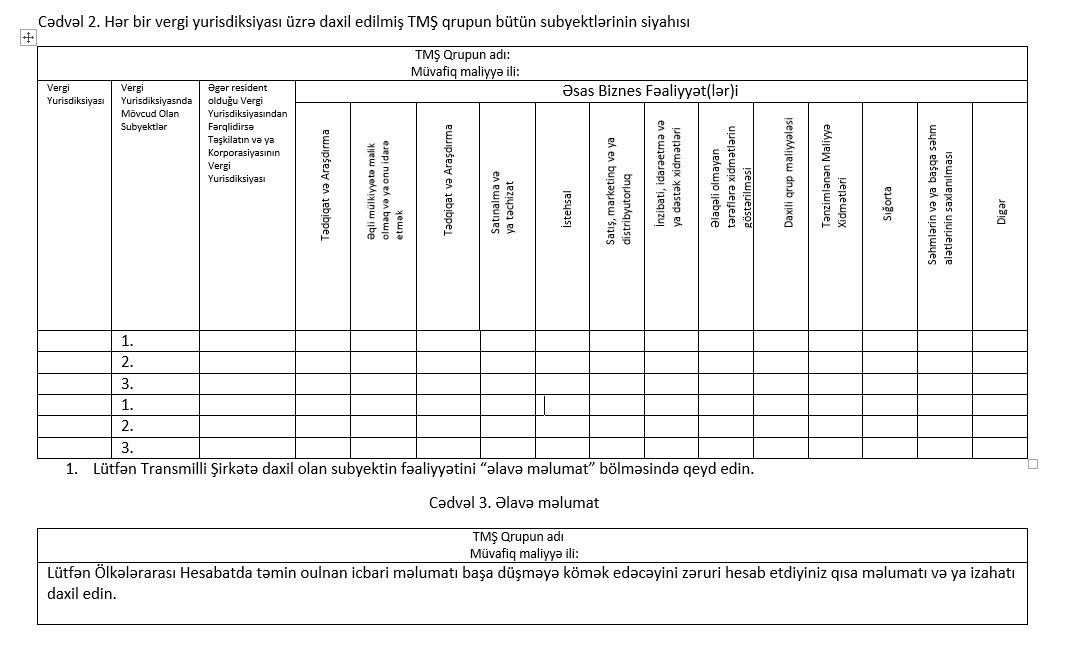 Cədvəl 2. Hər bir vergi yurisdiksiyası üzrə daxil edilmiş TMŞ qrupun bütün subyektlərinin siyahısı
TMŞ Qrupun adı:
Müvafiq maliyyə ili:
Vergi
Yurisdiksiyası
Vergi
Yurisdiksiyasnda
Mövcud Olan
Subyektlər
Əgər resident
olduğu Vergi
Yurisdiksiyasından
Fərqlidirsə
Təşkilatın və ya
Korporasiyasının
Vergi
Yurisdiksiyası
Əsas Biznes Fəaliyyət(lər)i
Tədqiqat və Araşdırma
Əqli mülkiyyətə malik
olmaq və ya onu idarə
etmək
Tədqiqat və Araşdırma
Satınalma və
ya təchizat
İstehsal
Satış, marketinq və ya
distribyutorluq
İnzibati, idarəetmə və
ya dəstək xidmətləri
Əlaqəli olmayan
tərəflərə xidmətlərin
göstərilməsi
Daxili qrup maliyyələşi
Tənzimlənən Maliyyə
Xidmətləri
Sığorta
Səhmlərin və ya başqa səhm
alətlərinin saxlanılması
Digər
1.
2.
3.
1.
2.
3.
1. Lütfən Transmilli Şirkətə daxil olan subyektin fəaliyyətini “əlavə məlumat” bölməsində qeyd edin.
Cədvəl 3. Əlavə məlumat
TMŞ Qrupun adı
Müvafiq maliyyə ili:
Lütfən Ölkələrarası Hesabatda təmin oulnan icbari məlumatı başa düşməyə kömək edəcəyini zəruri hesab etdiyiniz qısa məlumatı və ya izahatı
daxil edin.